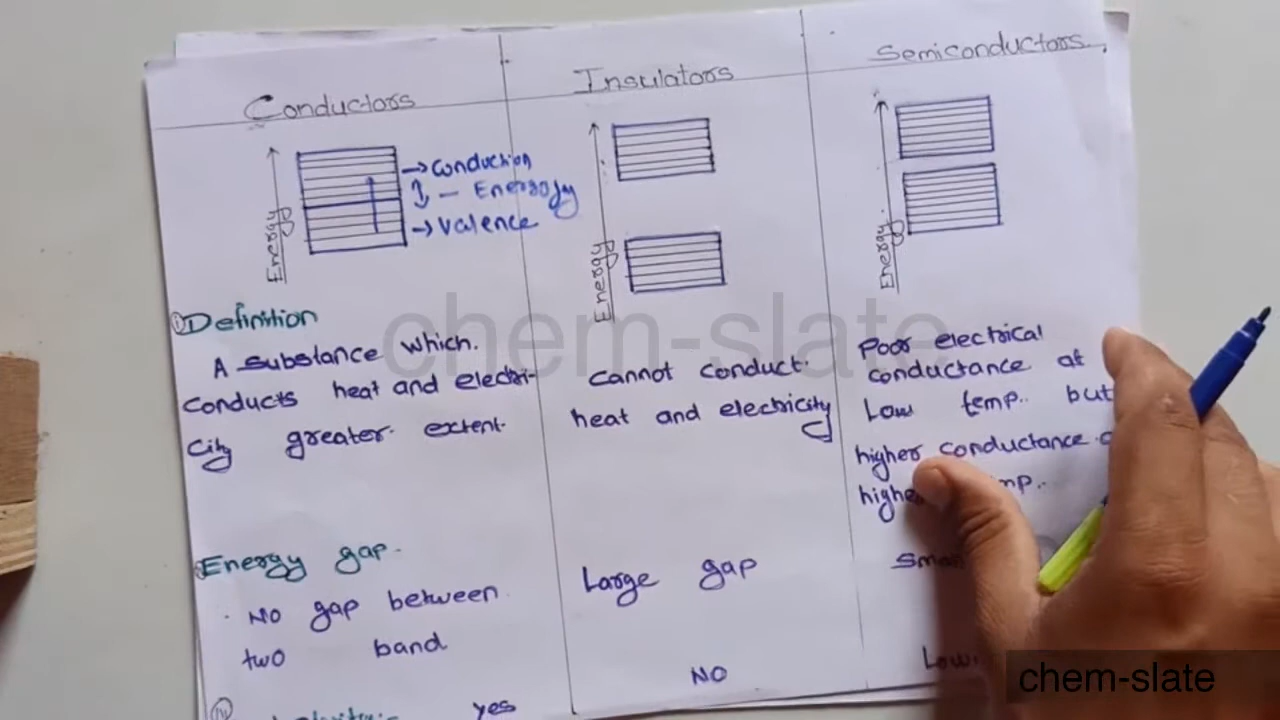 Conductors
Insulators
Semiconductors
Energy
→ Conduction
↕ - Energy
→ Valence
Energy
Energy
i) Definition
A substance which.
conducts heat and electri-
city greater. extent.
cannot conduct.
heat and electricity
Poor electrical
conductance at
Low temp.. but
higher conductance
Energy gap.
No gap between
two band
Large gap
NO
yes
chem-slate
chem-slate